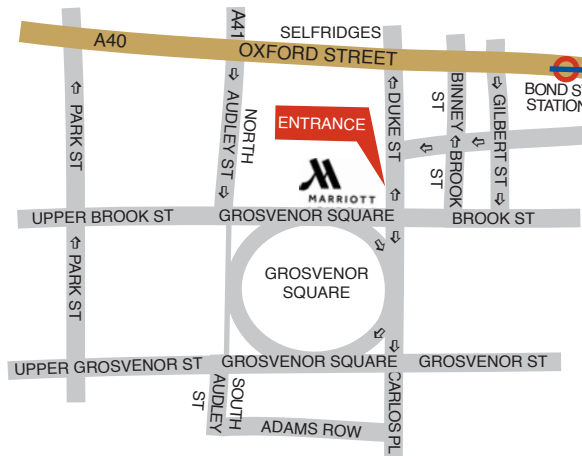 A41
SELFRIDGES
A40
OXFORD STREET
BOND ST
STATION
PARK ST
NORTH
AUDLEY ST
ENTRANCE
DUKE ST
BINNEY
ST
GILBERT ST
BROOK
ST
MARRIOTT
UPPER BROOK ST
GROSVENOR SQUARE
BROOK ST
PARK ST
GROSVENOR
SQUARE
UPPER GROSVENOR ST
GROSVENOR SQUARE
GROSVENOR ST
SOUTH
AUDLEY
ST
CARLOS PL
ADAMS ROW